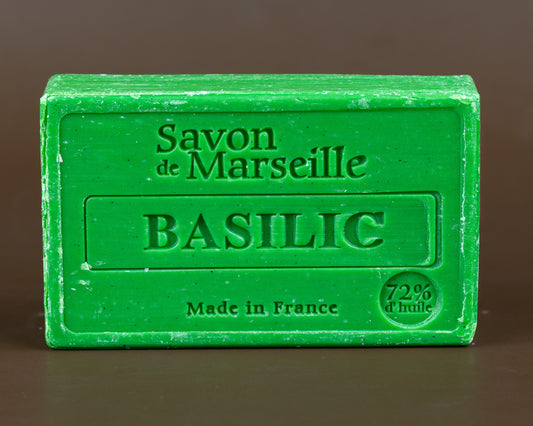 Savon
de Marseille
BASILIC
Made in France
72%
d'huile